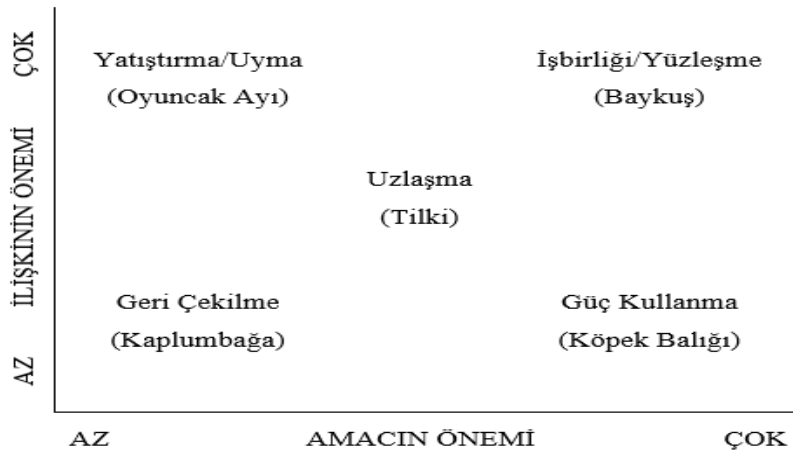 ÇOK
Yatıştırma/Uyma
(Oyuncak Ayı)
İşbirliği/Yüzleşme
(Baykuş)
İLİŞKİNİN ÖNEMİ
Uzlaşma
(Tilki)
Geri Çekilme
(Kaplumbağa)
Güç Kullanma
(Köpek Balığı)
AZ
AZ
AMACIN ÖNEMİ
ÇOK